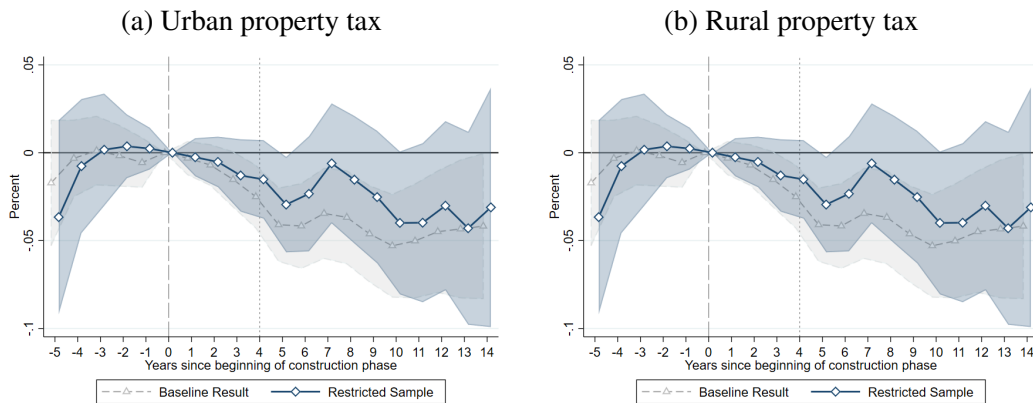 (a) Urban property tax
(b) Rural property tax
.05
0
-.05
-.1
Percent
-5 -4 -3 -2 -1 0 1 2 3 4 5 6 7 8 9 10 11 12 13 14
Years since beginning of construction phase
Baseline Result Restricted Sample
.05
0
-.05
-.1
Percent
-5 -4 -3 -2 -1 0 1 2 3 4 5 6 7 8 9 10 11 12 13 14
Years since beginning of construction phase
Baseline Result Restricted Sample